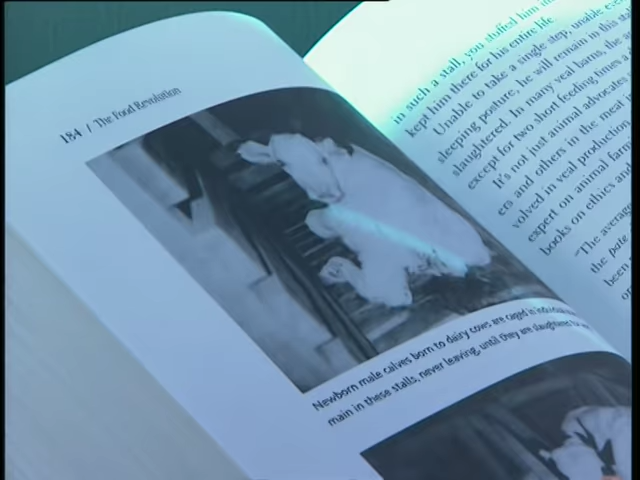 184 / The Food Revolution
Newborn male calves born to dairy cows are caged in individual
main in these stalls, never leaving, until they are slaughtered
in such a stall, you stuffed him
kept him there for his entire life
Unable to take a single step, unable
sleeping posture, he will remain in this
slaughtered. In many veal barns, the
except for two short feeding times a
It's not just animal advocates
ers and others in the meat
volved in veal production
expert on animal farm
books on ethics and
"The average
the pate
been